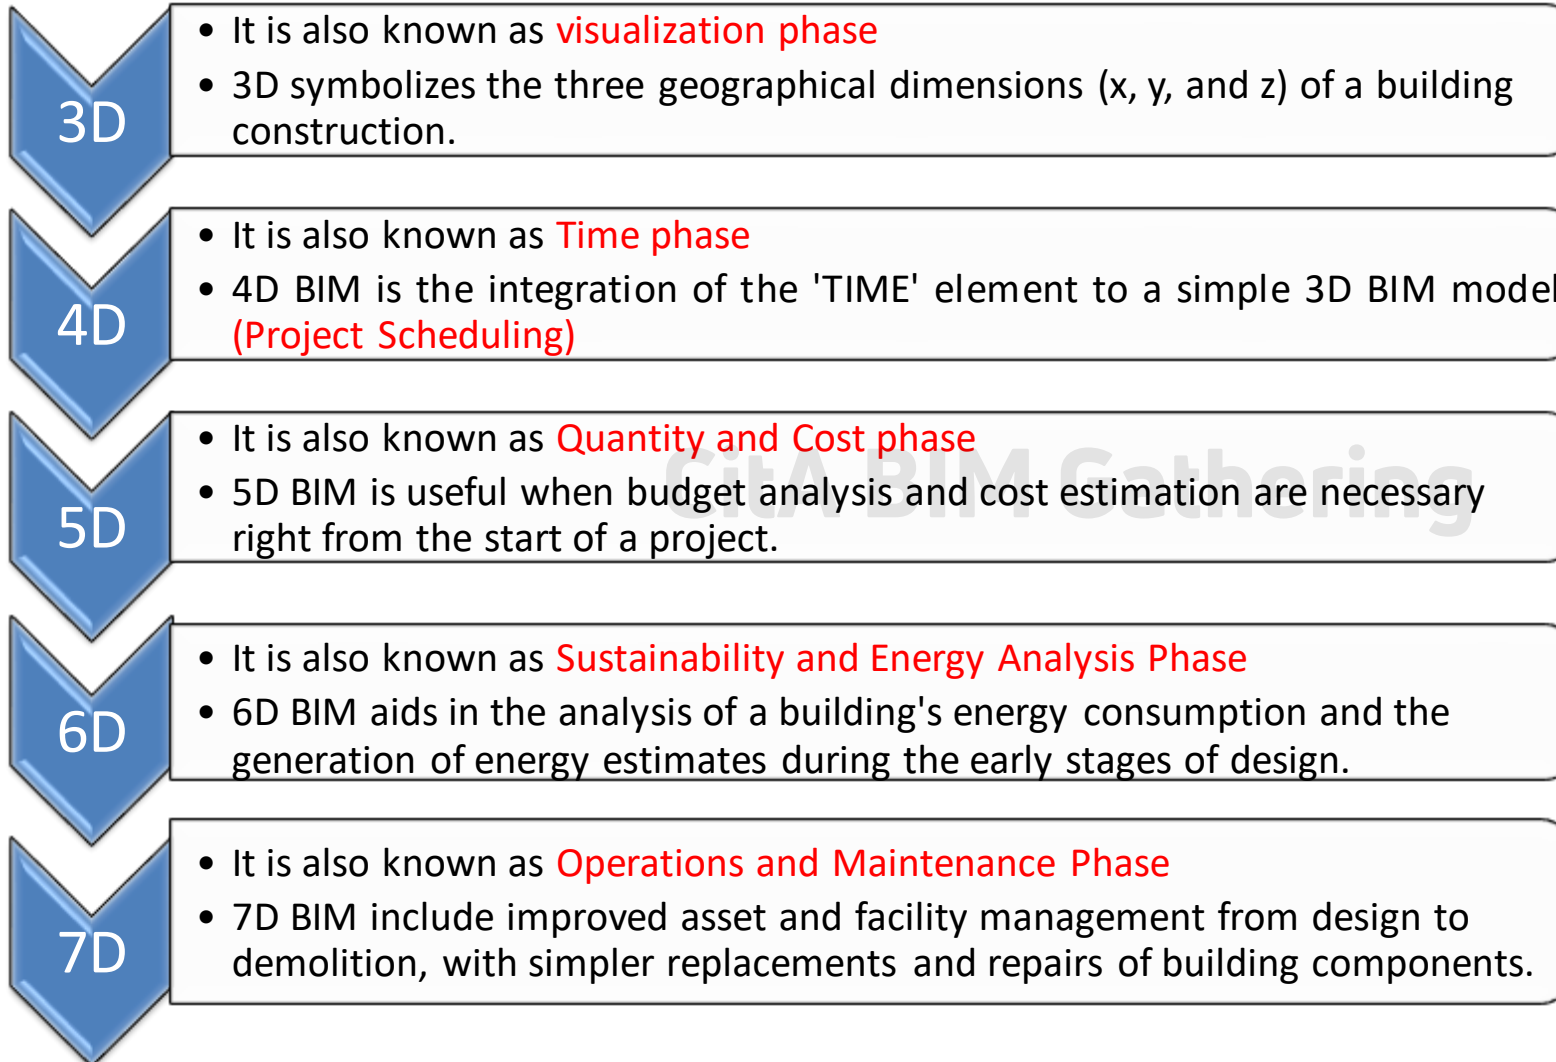 3D
• It is also known as visualization phase
• 3D symbolizes the three geographical dimensions (x, y, and z) of a building
construction.
4D
• It is also known as Time phase
• 4D BIM is the integration of the 'TIME' element to a simple 3D BIM model
(Project Scheduling)
5D
• It is also known as Quantity and Cost phase
CitA BIM Gathering
• 5D BIM is useful when budget analysis and cost estimation are necessary
right from the start of a project.
6D
• It is also known as Sustainability and Energy Analysis Phase
• 6D BIM aids in the analysis of a building's energy consumption and the
generation of energy estimates during the early stages of design.
7D
• It is also known as Operations and Maintenance Phase
• 7D BIM include improved asset and facility management from design to
demolition, with simpler replacements and repairs of building components.